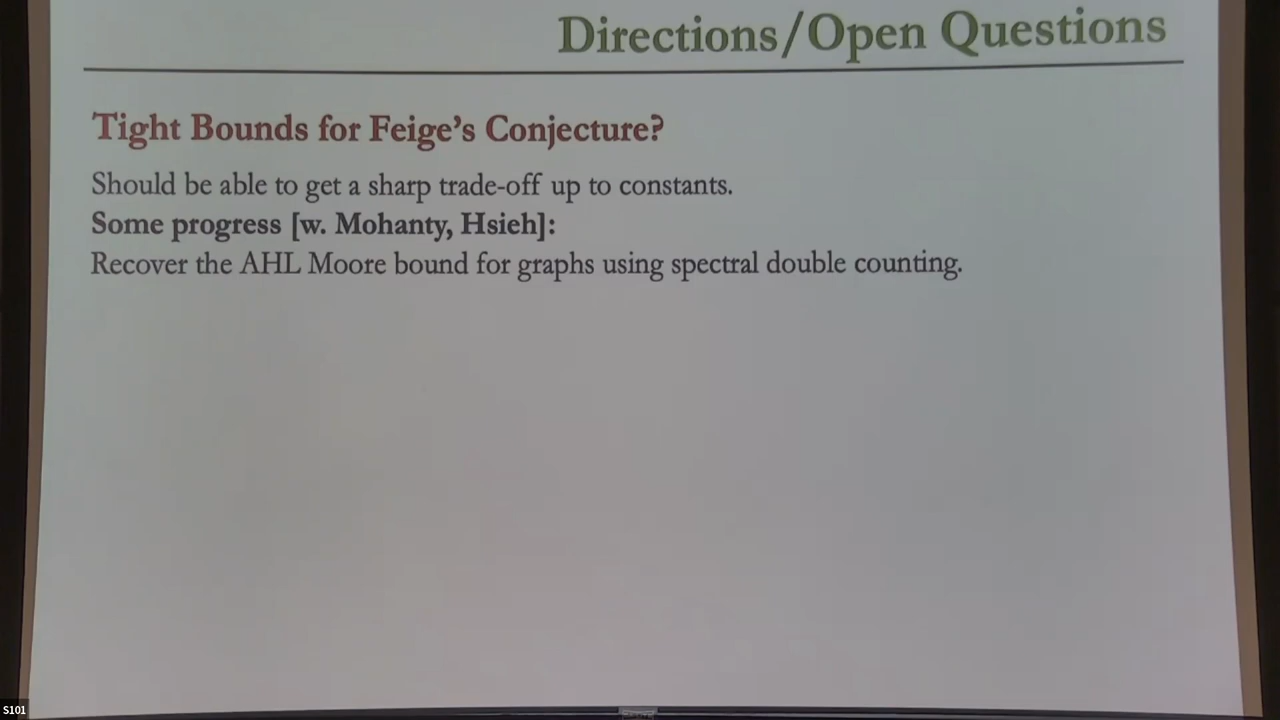 Directions/Open Questions
Tight Bounds for Feige's Conjecture?
Should be able to get a sharp trade-off up to constants.
Some progress [w. Mohanty, Hsieh]:
Recover the AHL Moore bound for graphs using spectral double counting.
S101